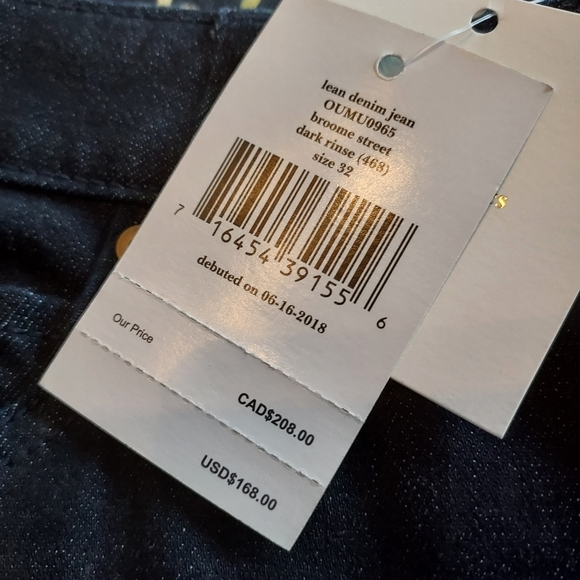 lean denim jean
OUMU0965
broome street
dark rinse (468)
size 32
7 16454 39155 6
debuted on 06-16-2018
Our Price
CAD$208.00
USD$168.00
s